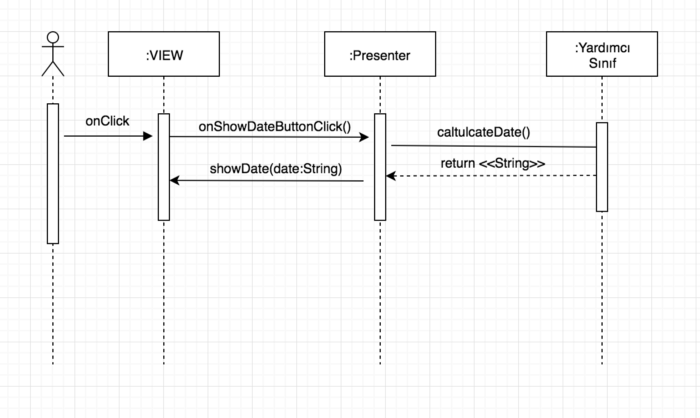 :VIEW
:Presenter
:Yardımcı
Sınıf
onClick
onShowDateButtonClick()
caltulcateDate()
showDate(date:String)
return <<String>>